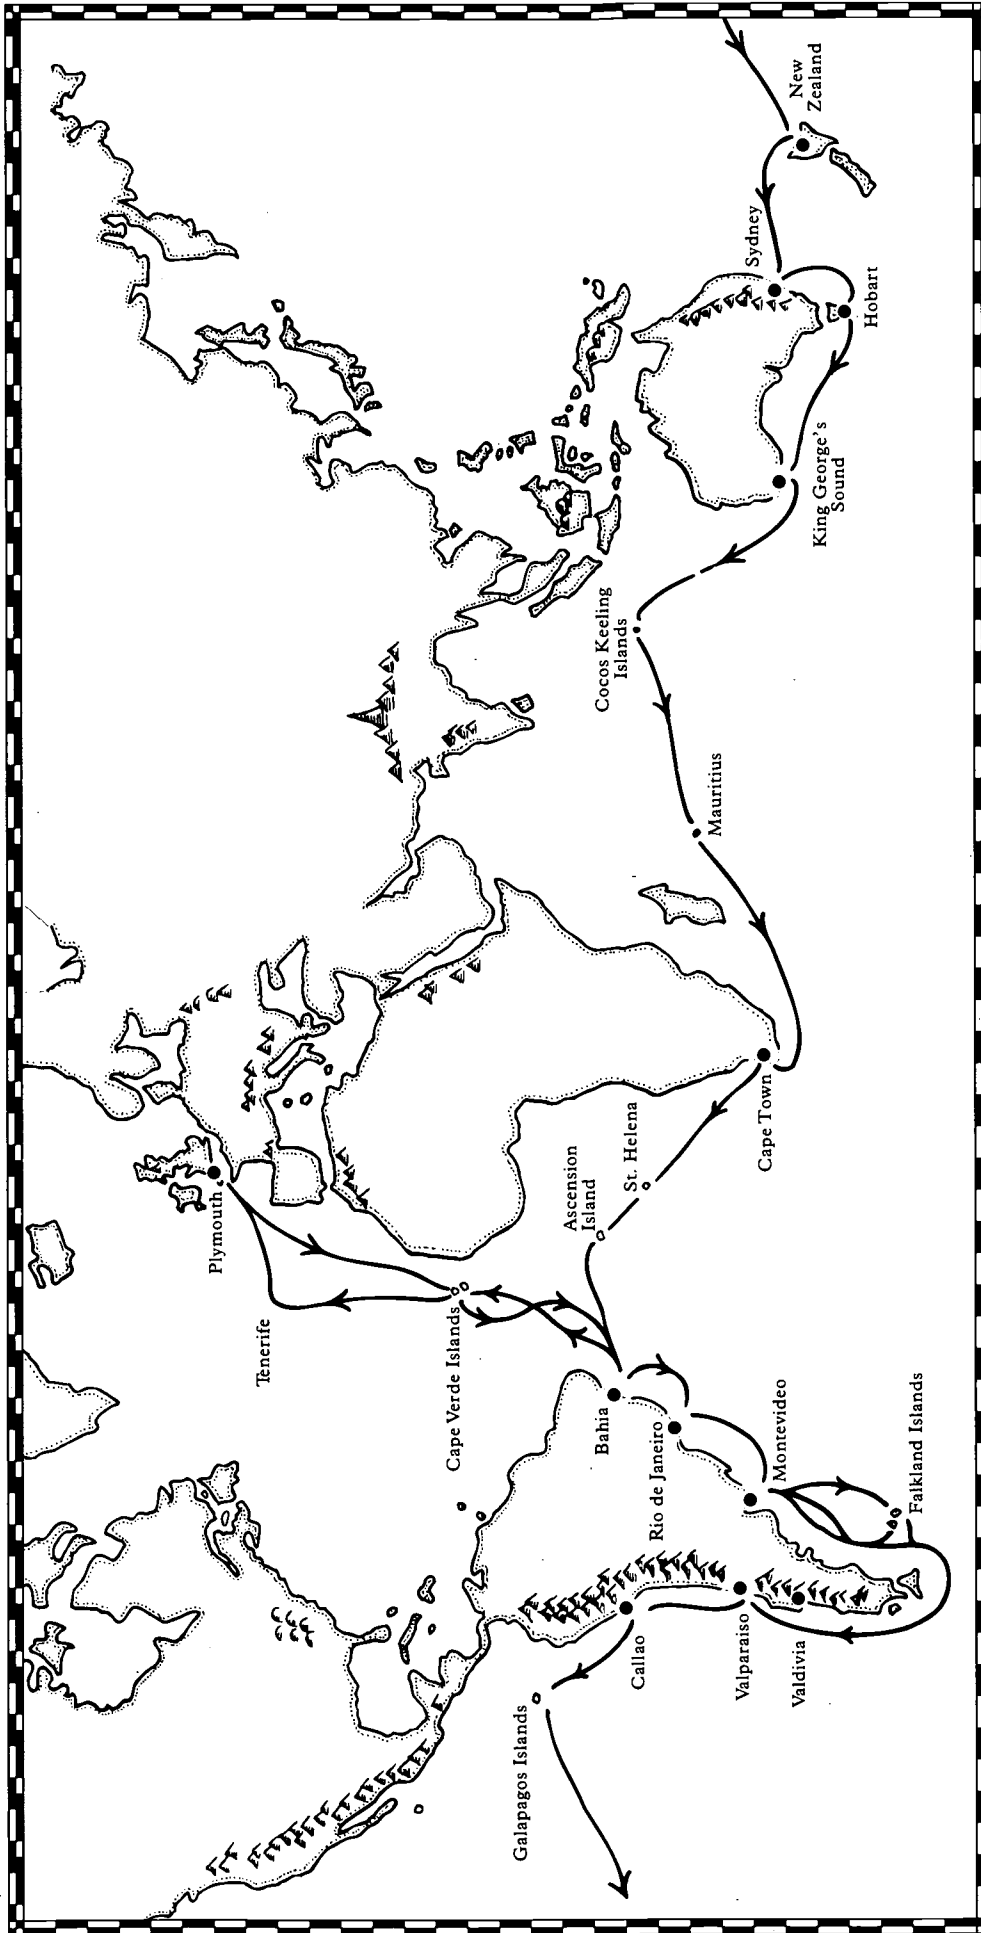 Plymouth
Tenerife
Cape Verde Islands
Galapagos Islands
Ascension
Island
St. Helena
Bahia
Rio de Janeiro
Callao
Cape Town
Montevideo
Valparaiso
Valdivia
Falkland Islands
Mauritius
Cocos Keeling
Islands
King George's
Sound
Sydney
Hobart
New
Zealand